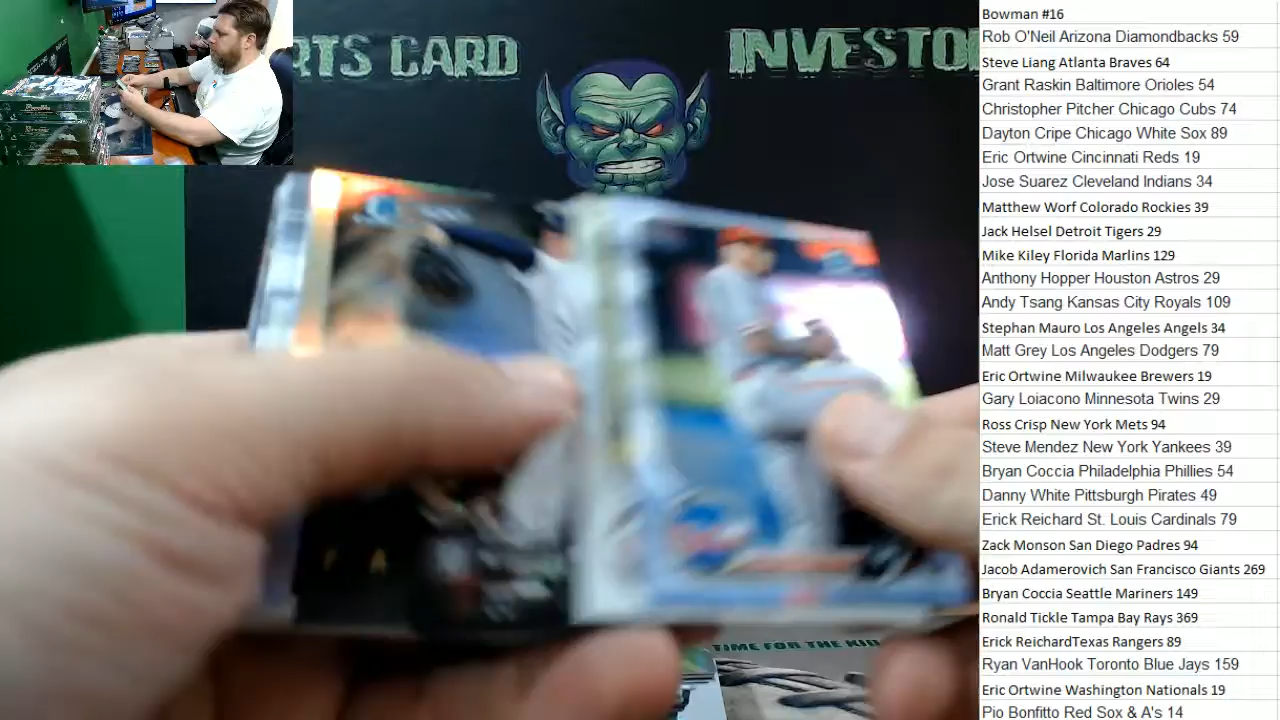 RTS CARD
INVESTO
TIME FOR THE KI
Bowman #16
Rob O'Neil Arizona Diamondbacks 59
Steve Liang Atlanta Braves 64
Grant Raskin Baltimore Orioles 54
Christopher Pitcher Chicago Cubs 74
Dayton Cripe Chicago White Sox 89
Eric Ortwine Cincinnati Reds 19
Jose Suarez Cleveland Indians 34
Matthew Worf Colorado Rockies 39
Jack Helsel Detroit Tigers 29
Mike Kiley Florida Marlins 129
Anthony Hopper Houston Astros 29
Andy Tsang Kansas City Royals 109
Stephan Mauro Los Angeles Angels 34
Matt Grey Los Angeles Dodgers 79
Eric Ortwine Milwaukee Brewers 19
Gary Loiacono Minnesota Twins 29
Ross Crisp New York Mets 94
Steve Mendez New York Yankees 39
Bryan Coccia Philadelphia Phillies 54
Danny White Pittsburgh Pirates 49
Erick Reichard St. Louis Cardinals 79
Zack Monson San Diego Padres 94
Jacob Adamerovich San Francisco Giants 269
Bryan Coccia Seattle Mariners 149
Ronald Tickle Tampa Bay Rays 369
Erick ReichardTexas Rangers 89
Ryan VanHook Toronto Blue Jays 159
Eric Ortwine Washington Nationals 19
Pio Bonfitto Red Sox & A's 14